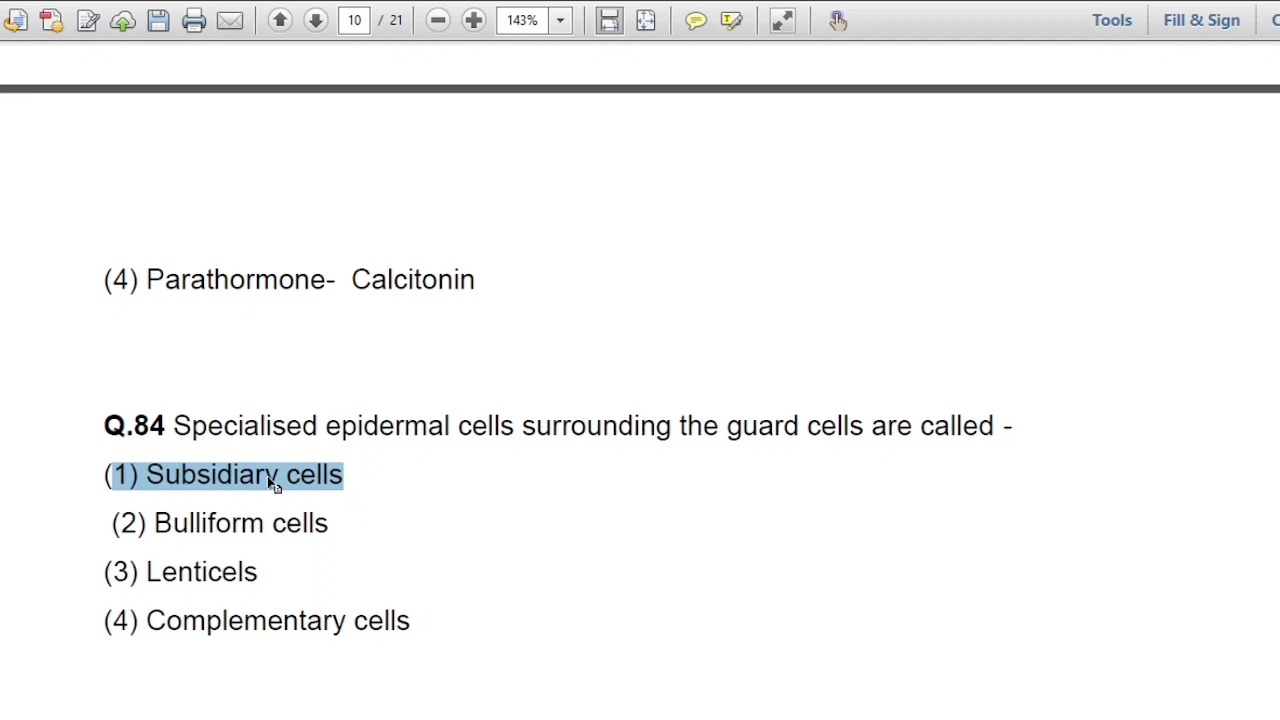 10 / 21 143% Tools Fill & Sign
(4) Parathormone- Calcitonin
Q.84 Specialised epidermal cells surrounding the guard cells are called -
(1) Subsidiary cells
(2) Bulliform cells
(3) Lenticels
(4) Complementary cells